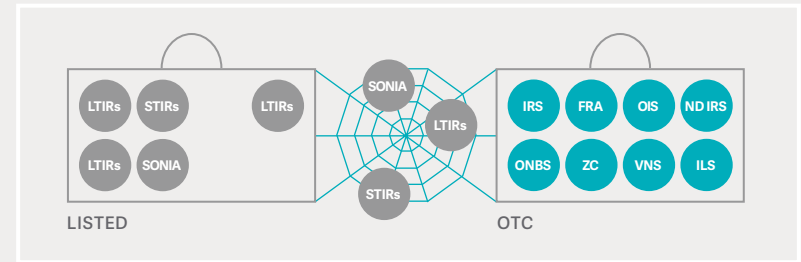 LTIRs STIRs LTIRs
LTIRs SONIA
LISTED
SONIA
LTIRs
STIRs
IRS FRA OIS ND IRS
ONBS ZC VNS ILS
OTC